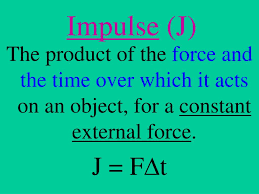 Impulse (J)
The product of the force and
the time over which it acts
on an object, for a constant
external force.
J = FΔt